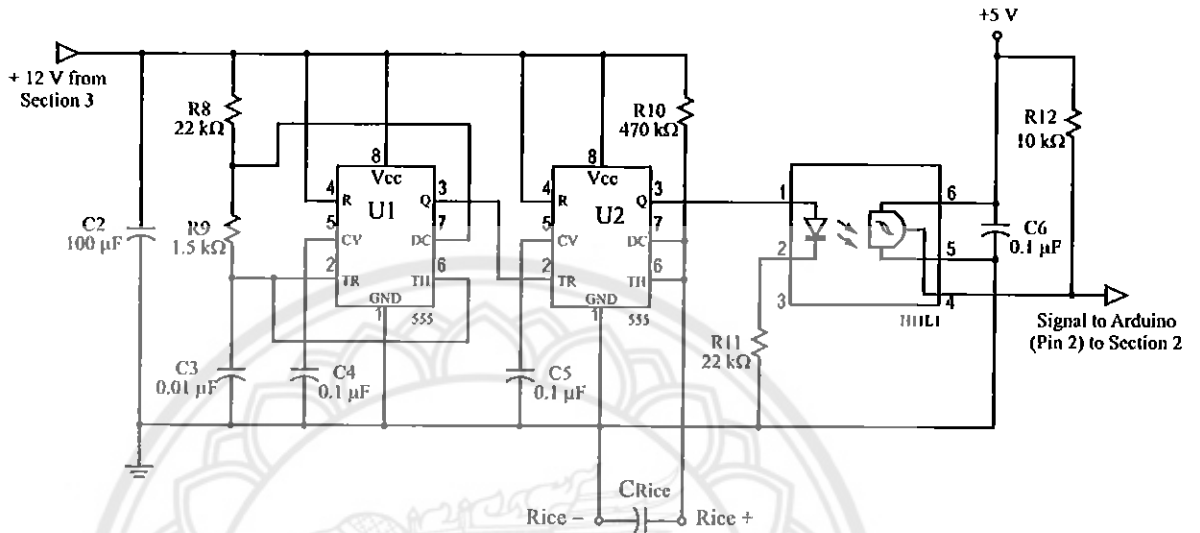 +5 V
+ 12 V from
Section 3
R8
22 kΩ
R10
470 kΩ
R12
10 kΩ
8
Vcc
4
R
U1
Q
3
7
5
CV
DC
6
2
TR
TH
GND
1
555
8
Vcc
4
R
U2
Q
3
7
5
CV
DC
6
2
TR
TH
GND
1
555
1
2
3
6
5
4
C2
100 µF
R9
1.5 kΩ
C6
0.1 µF
R11
22 kΩ
Signal to Arduino
(Pin 2) to Section 2
C3
0.01 µF
C4
0.1 µF
C5
0.1 µF
CRice
Rice –
Rice +